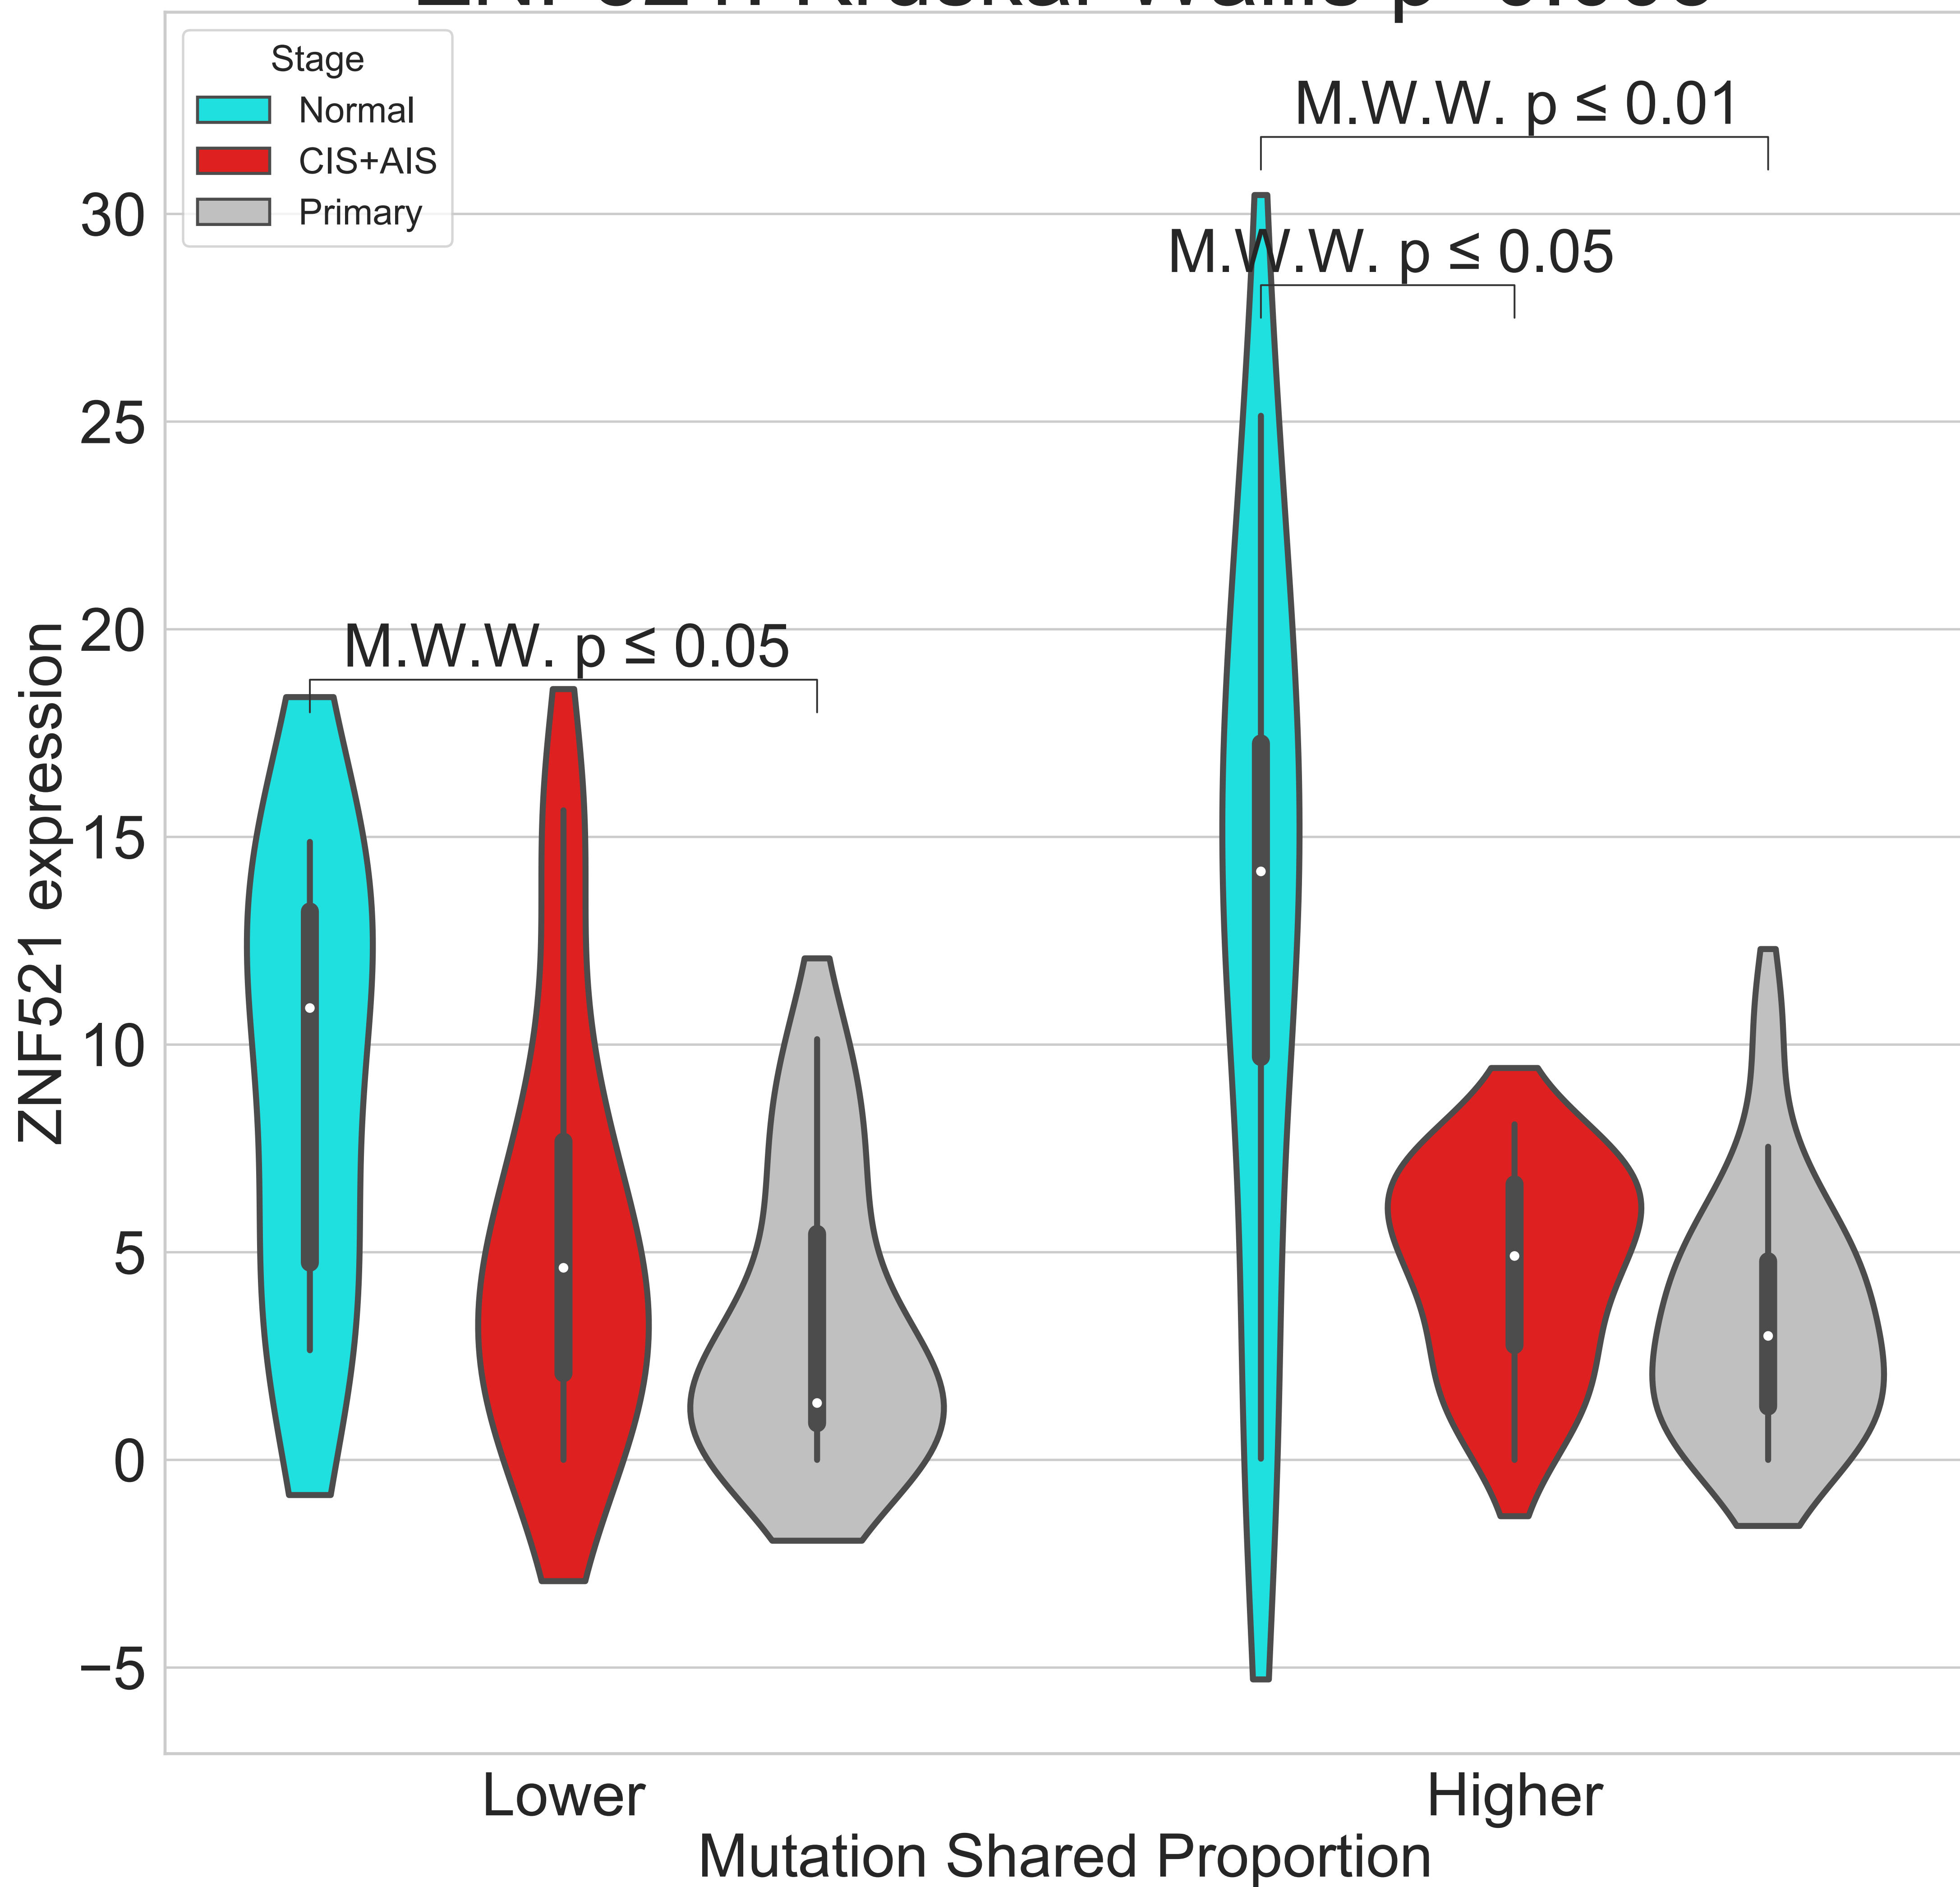 Stage
Normal
CIS+AIS
Primary
M.W.W. p ≤ 0.01
M.W.W. p ≤ 0.05
M.W.W. p ≤ 0.05
30
25
20
15
10
5
0
−5
ZNF521 expression
Lower
Higher
Mutation Shared Proportion